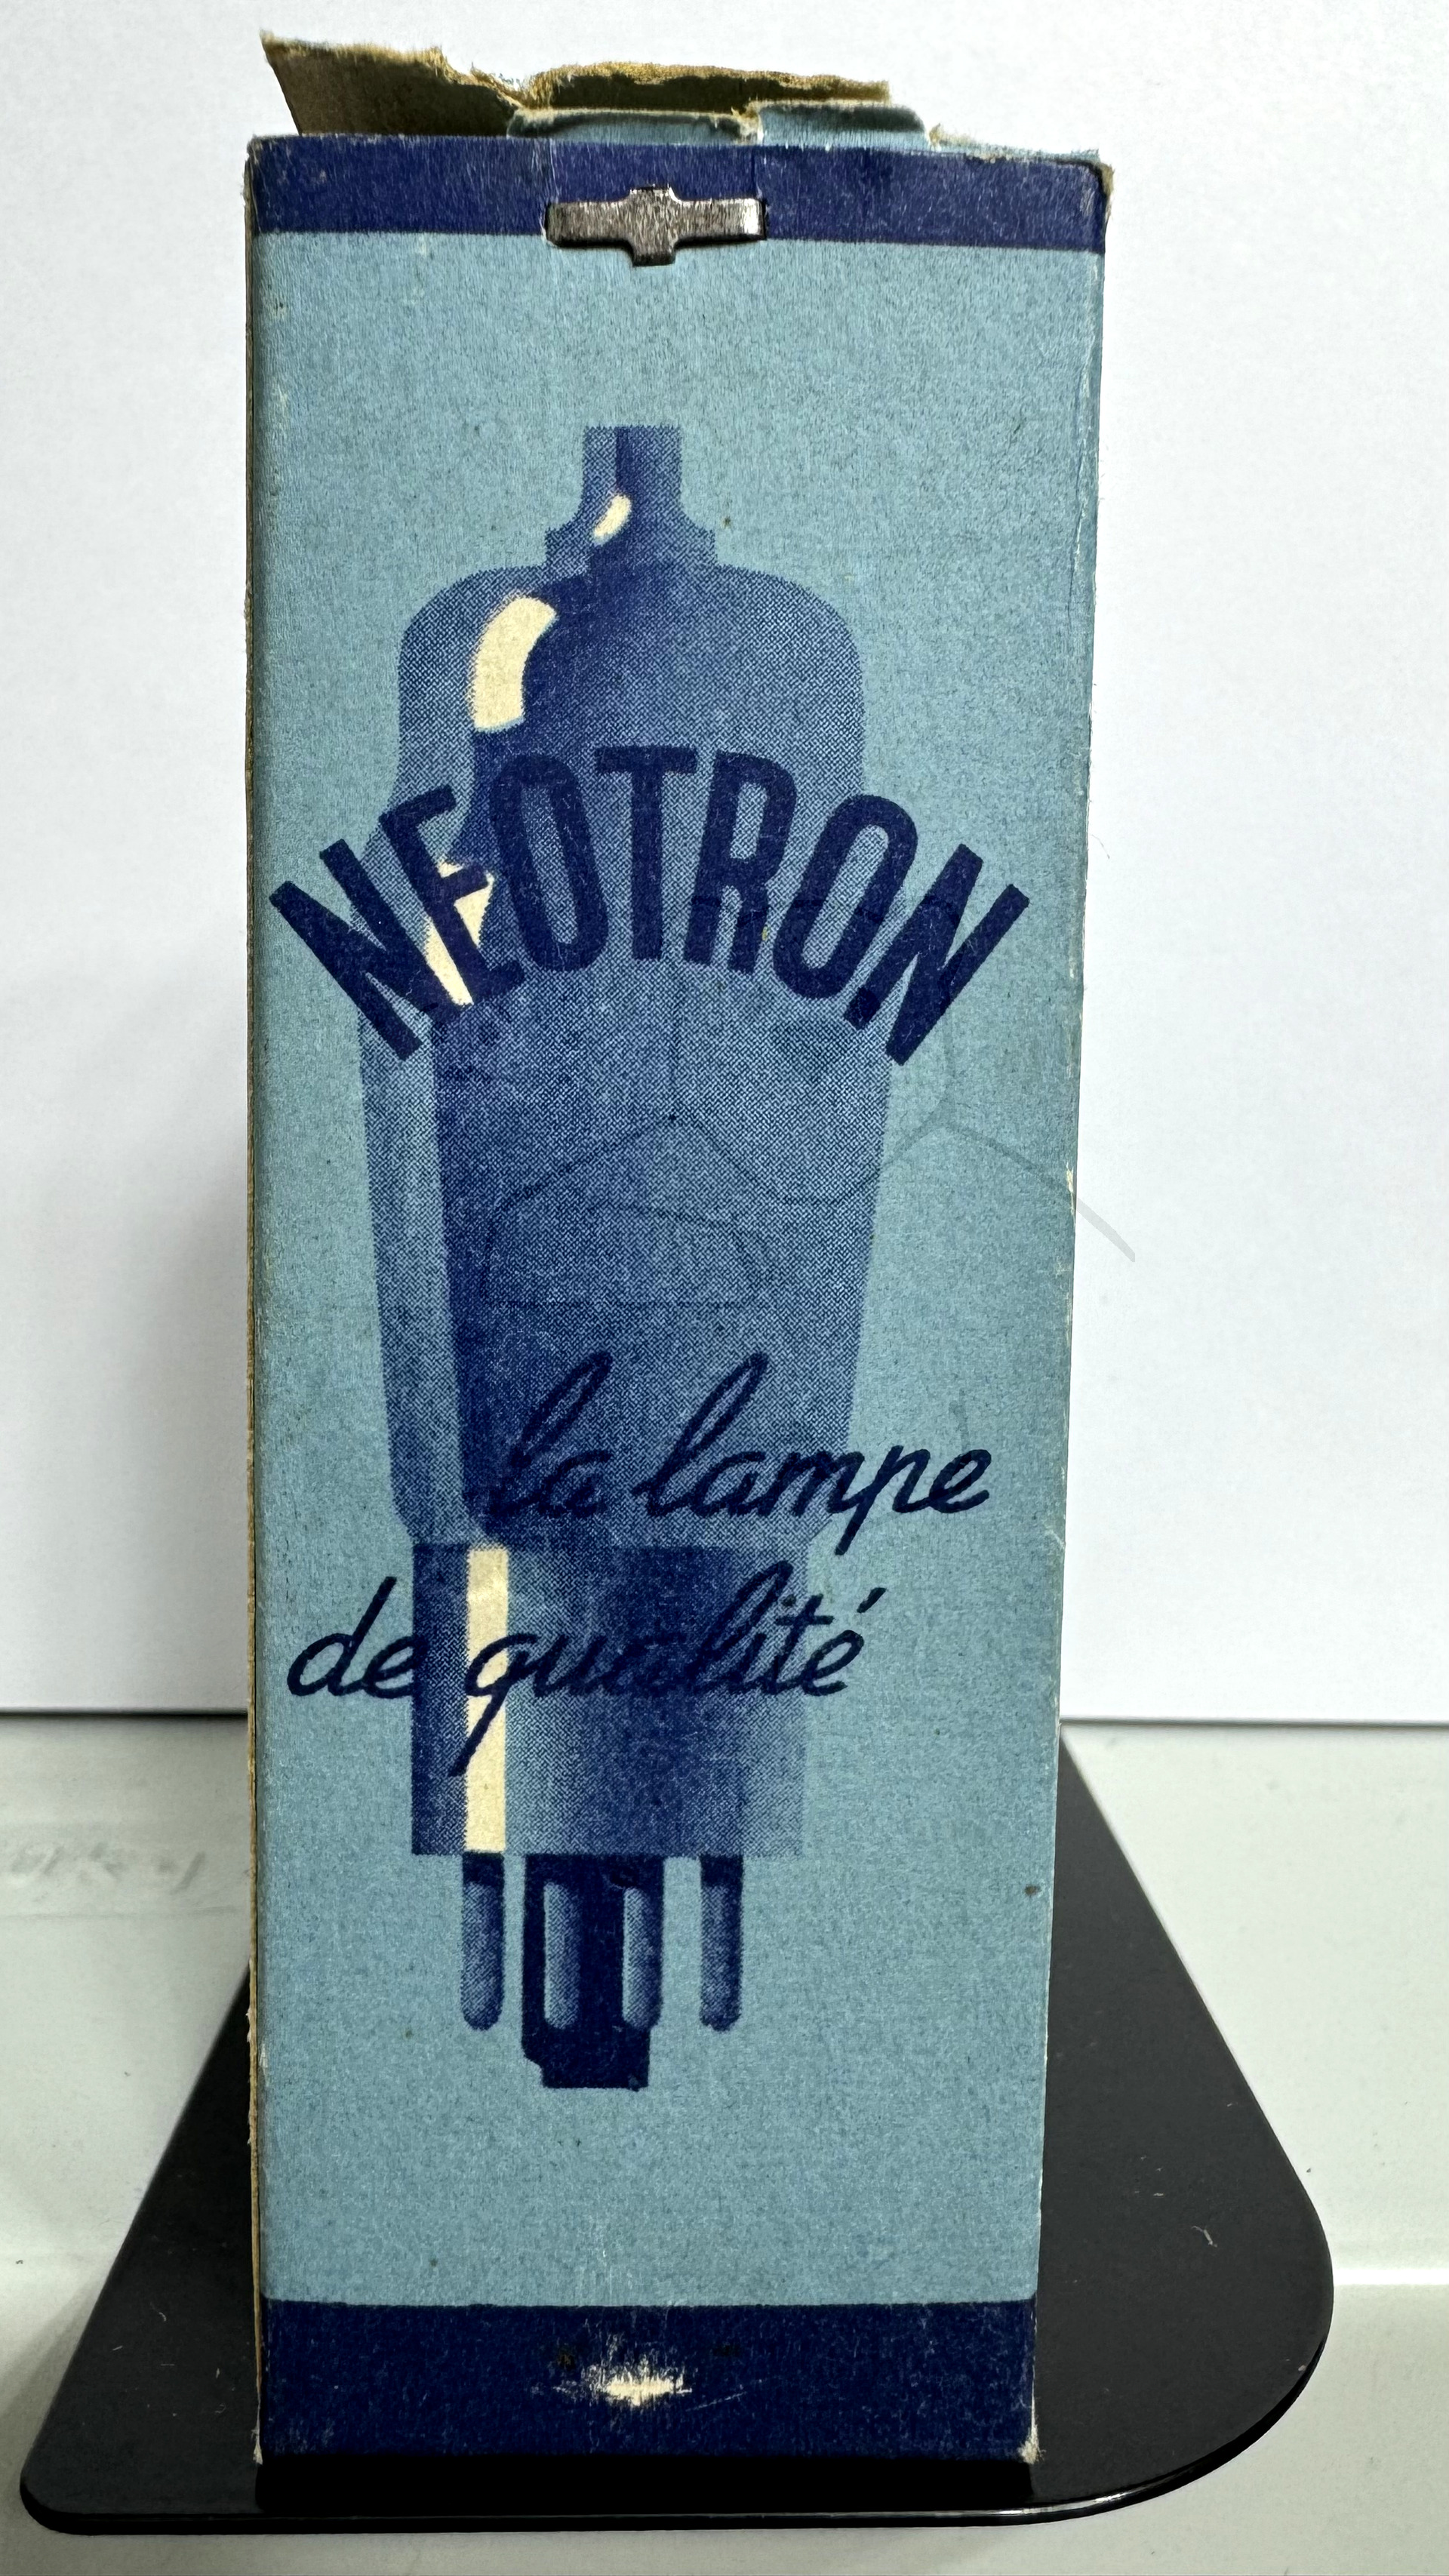 NEOTRON
la lampe
de qualité